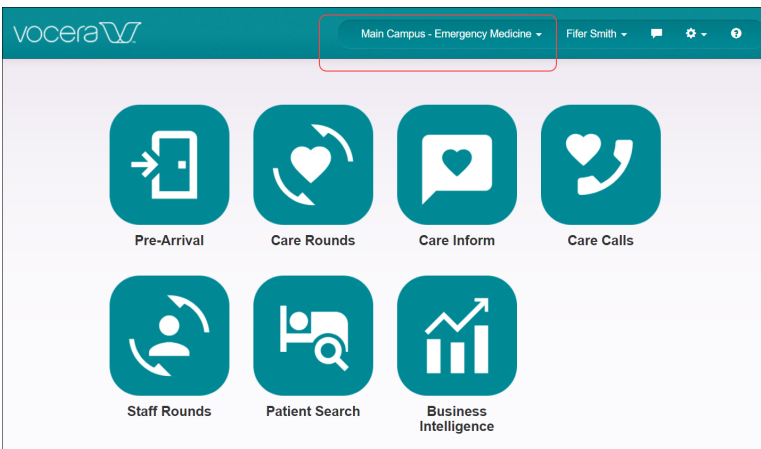 vocera
Main Campus - Emergency Medicine
Fifer Smith
Pre-Arrival
Care Rounds
Care Inform
Care Calls
Staff Rounds
Patient Search
Business
Intelligence